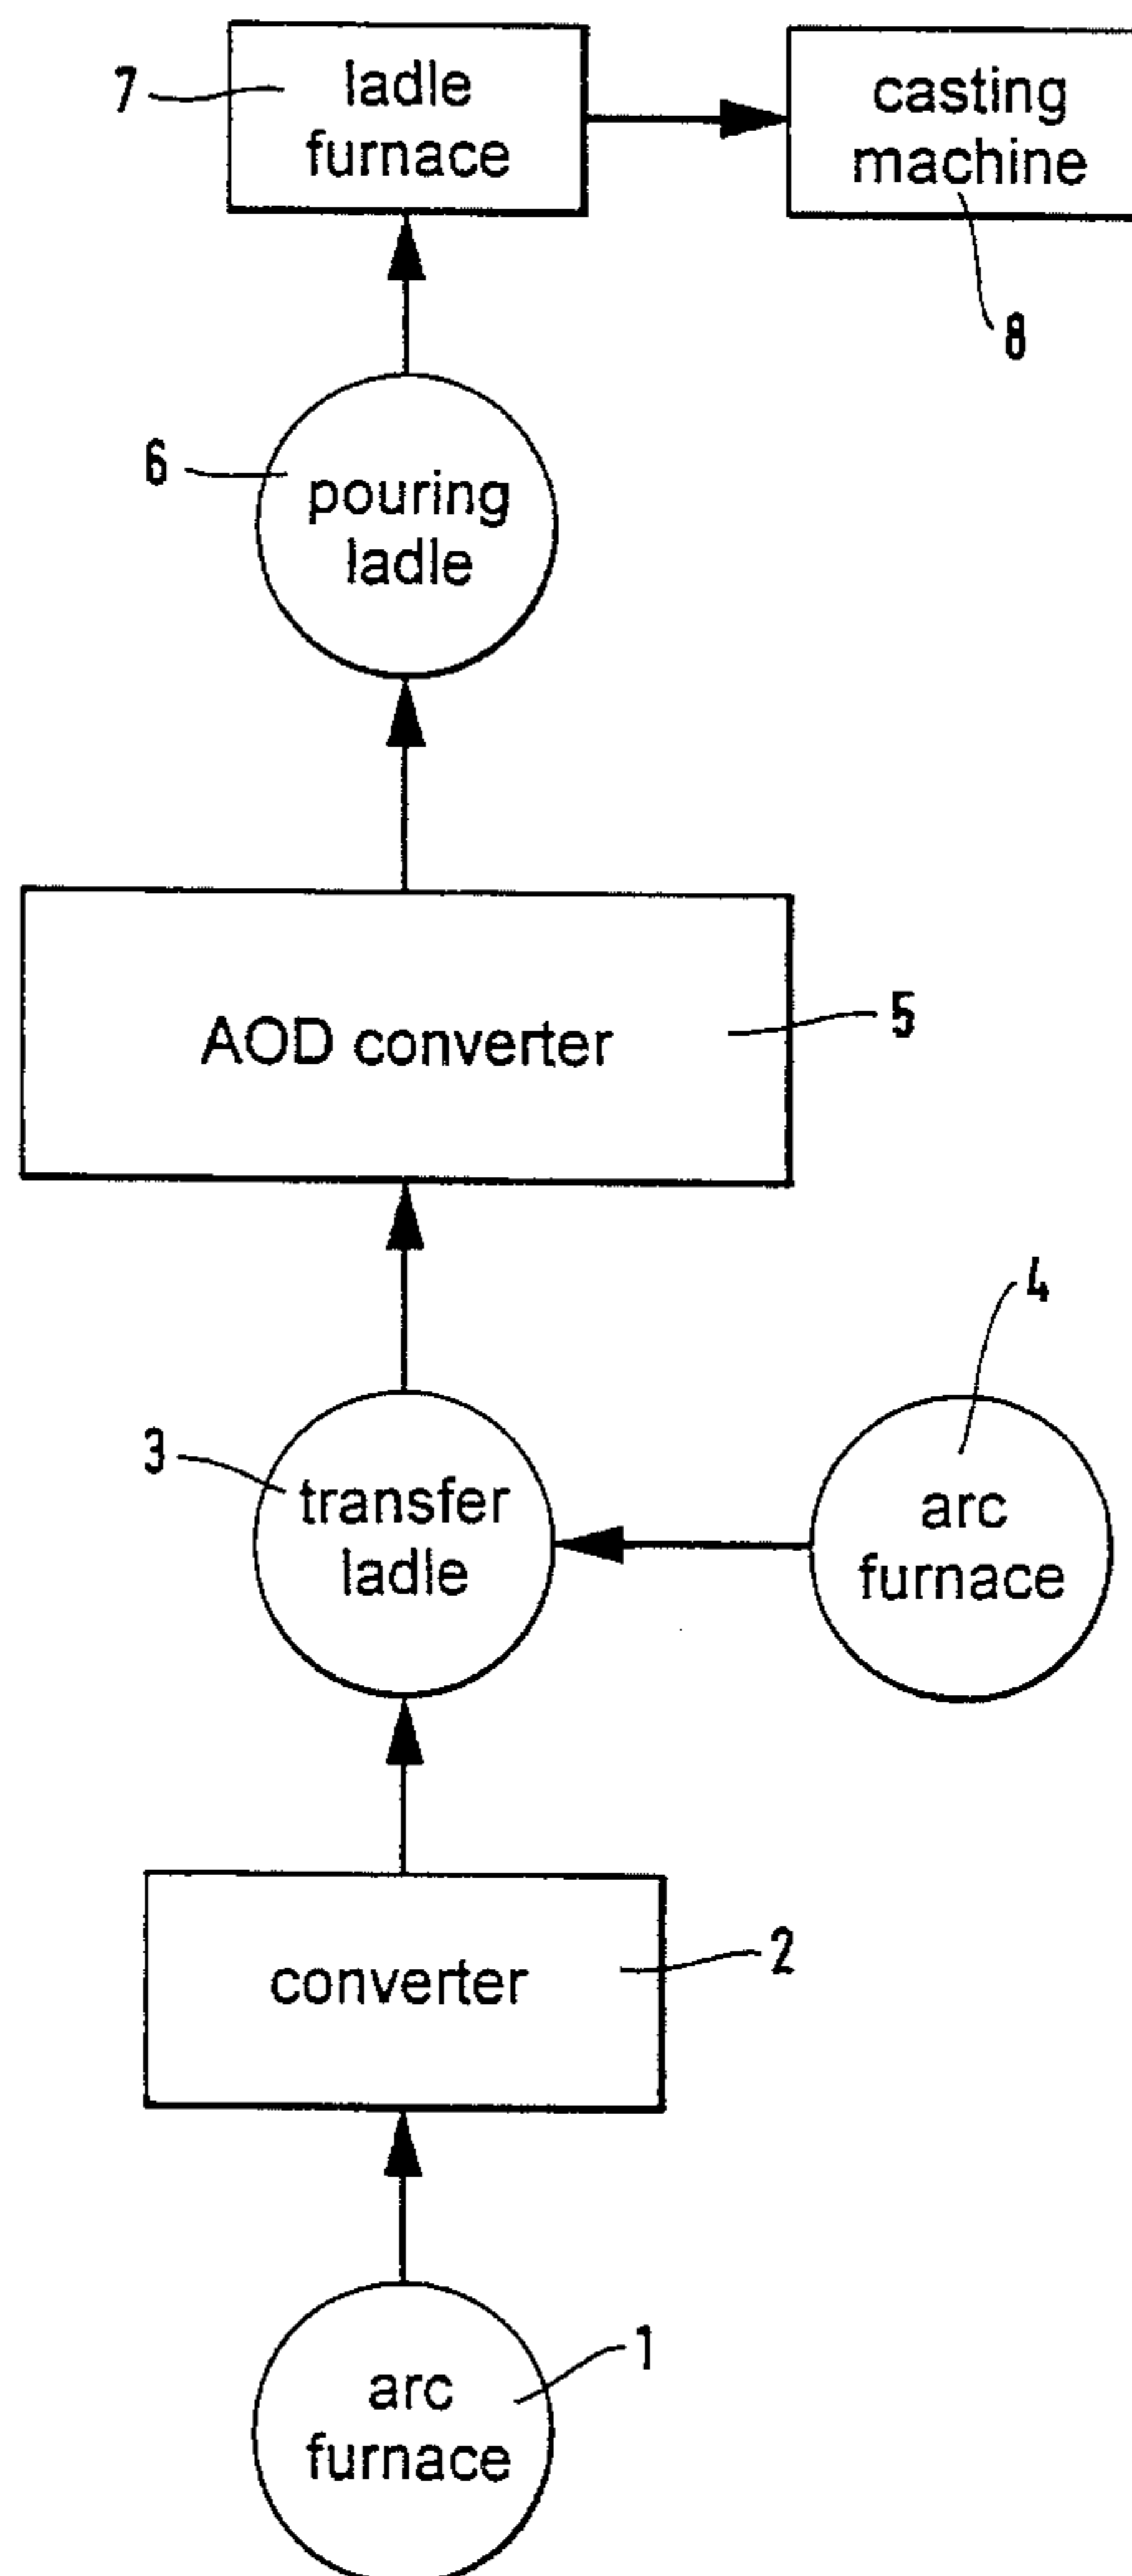 7
ladle
furnace
casting
machine
8
6
pouring
ladle
AOD converter
5
4
3
transfer
ladle
arc
furnace
converter
2
1
arc
furnace